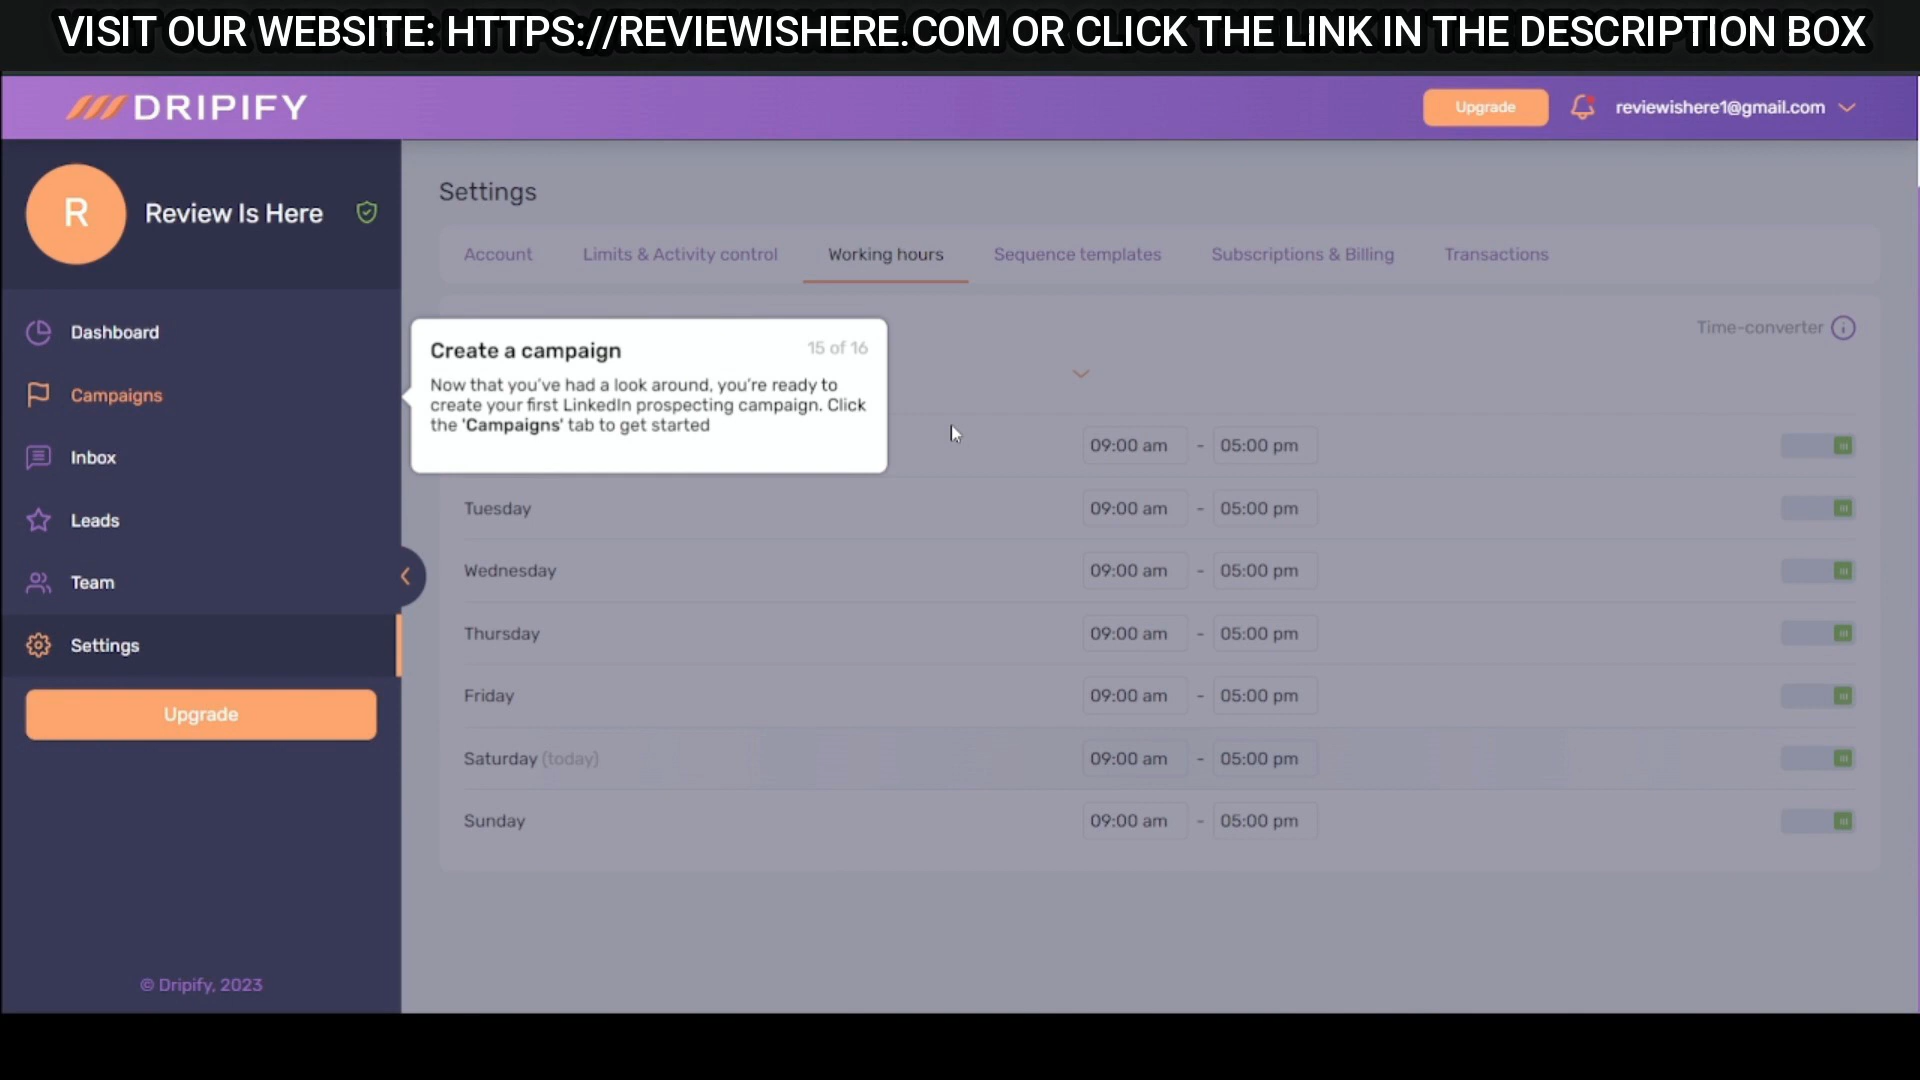 VISIT OUR WEBSITE: HTTPS://REVIEWISHERE.COM OR CLICK THE LINK IN THE DESCRIPTION BOX
DRIPIFY
Upgrade
reviewishere1@gmail.com
R
Review Is Here
Dashboard
Campaigns
Inbox
Leads
Team
Settings
Upgrade
© Dripify, 2023
Settings
Account
Limits & Activity control
Working hours
Sequence templates
Subscriptions & Billing
Transactions
Time-converter
Create a campaign
15 of 16
Now that you've had a look around, you're ready to
create your first LinkedIn prospecting campaign. Click
the 'Campaigns' tab to get started
09:00 am - 05:00 pm
Tuesday 09:00 am - 05:00 pm
Wednesday 09:00 am - 05:00 pm
Thursday 09:00 am - 05:00 pm
Friday 09:00 am - 05:00 pm
Saturday (today) 09:00 am - 05:00 pm
Sunday 09:00 am - 05:00 pm